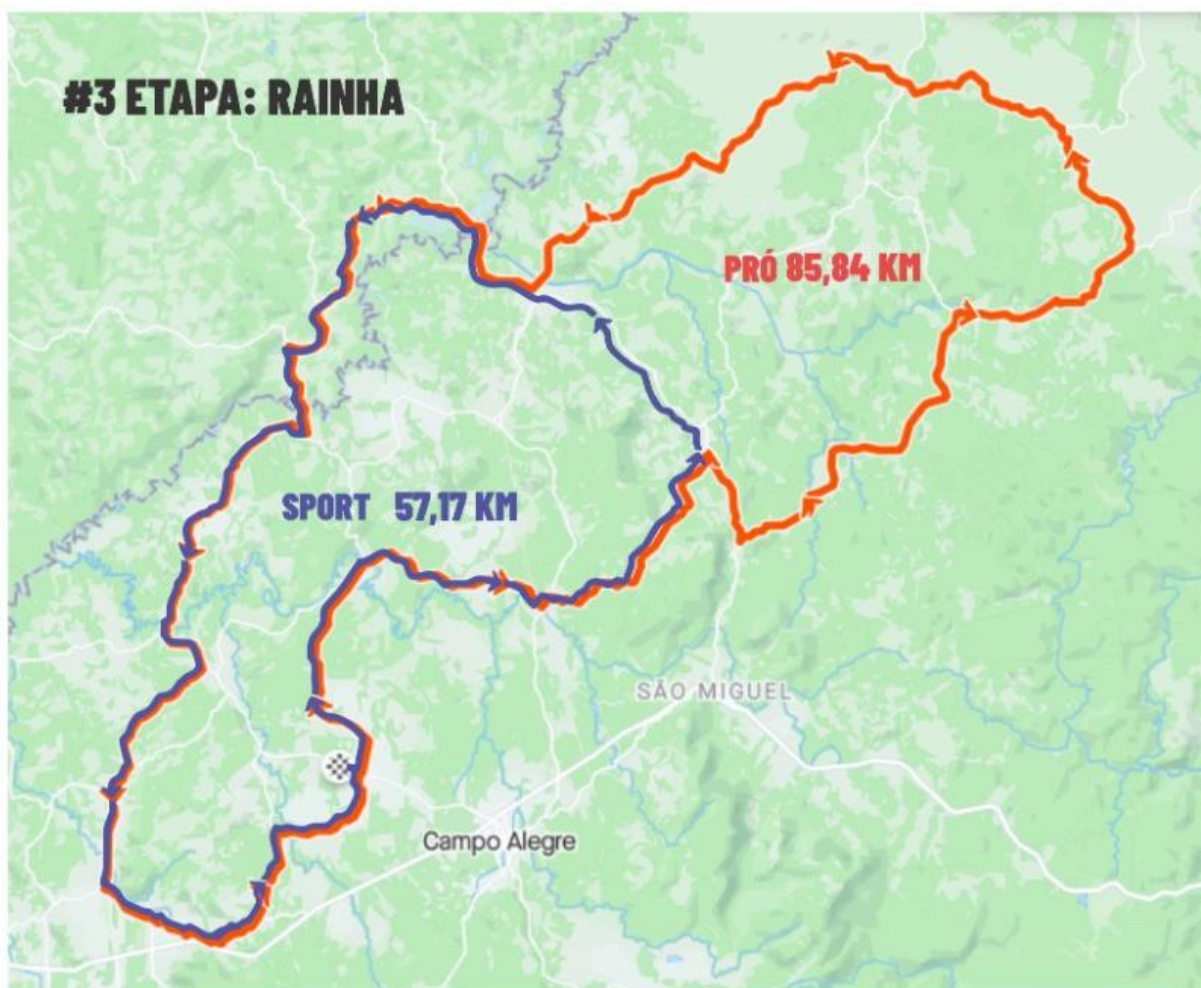 #3 ETAPA: RAINHA
PRÓ 85,84 KM
SPORT 57,17 KM
SÃO MIGUEL
Campo Alegre